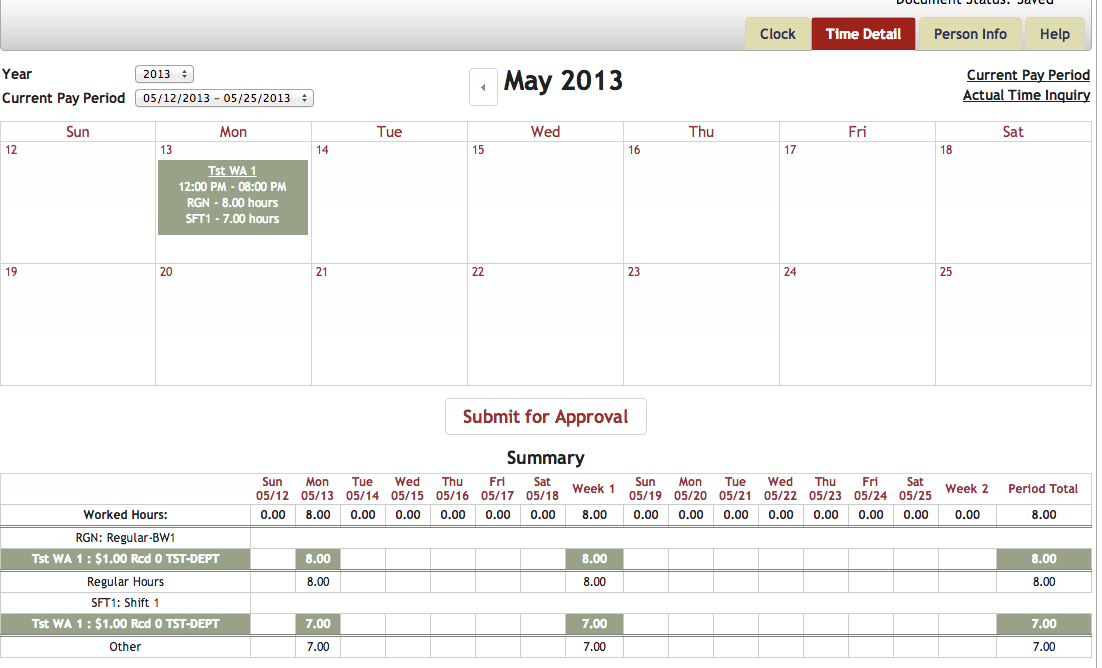 Document Status: Saved
Clock Time Detail Person Info Help
Year 2013
Current Pay Period 05/12/2013 – 05/25/2013
May 2013
Current Pay Period
Actual Time Inquiry
Sun Mon Tue Wed Thu Fri Sat
12 13 14 15 16 17 18
Tst WA 1
12:00 PM - 08:00 PM
RGN - 8.00 hours
SFT1 - 7.00 hours
19 20 21 22 23 24 25
Submit for Approval
Summary
Sun Mon Tue Wed Thu Fri Sat Week 1 Sun Mon Tue Wed Thu Fri Sat Week 2 Period Total
05/12 05/13 05/14 05/15 05/16 05/17 05/18 05/19 05/20 05/21 05/22 05/23 05/24 05/25
Worked Hours: 0.00 8.00 0.00 0.00 0.00 0.00 0.00 8.00 0.00 0.00 0.00 0.00 0.00 0.00 0.00 0.00 8.00
RGN: Regular-BW1
Tst WA 1 : $1.00 Rcd 0 TST-DEPT 8.00 8.00 8.00
Regular Hours 8.00 8.00 8.00
SFT1: Shift 1
Tst WA 1 : $1.00 Rcd 0 TST-DEPT 7.00 7.00 7.00
Other 7.00 7.00 7.00